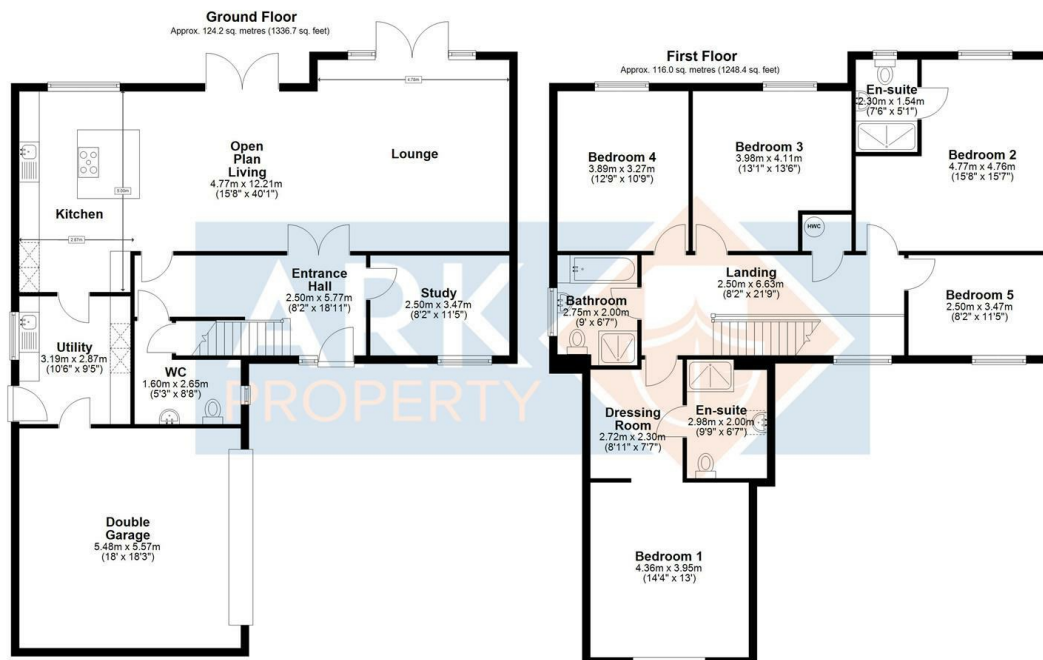 Ground Floor
Approx. 124.2 sq. metres (1336.7 sq. feet)
4.78m
Open
Plan
Living
4.77m x 12.21m
(15'8" x 40'1")
Lounge
Kitchen
2.87m
Entrance
Hall
2.50m x 5.77m
(8'2" x 18'11")
Study
2.50m x 3.47m
(8'2" x 11'5")
Utility
3.19m x 2.87m
(10'6" x 9'5")
WC
1.60m x 2.65m
(5'3" x 8'8")
Double
Garage
5.48m x 5.57m
(18' x 18'3")
First Floor
Approx. 116.0 sq. metres (1248.4 sq. feet)
En-suite
2.30m x 1.54m
(7'6" x 5'1")
Bedroom 4
3.89m x 3.27m
(12'9" x 10'9")
Bedroom 3
3.98m x 4.11m
(13'1" x 13'6")
Bedroom 2
4.77m x 4.76m
(15'8" x 15'7")
HWC
Landing
2.50m x 6.63m
(8'2" x 21'9")
Bathroom
2.75m x 2.00m
(9' x 6'7")
Bedroom 5
2.50m x 3.47m
(8'2" x 11'5")
Dressing
Room
2.72m x 2.30m
(8'11" x 7'7")
En-suite
2.98m x 2.00m
(9'9" x 6'7")
Bedroom 1
4.36m x 3.95m
(14'4" x 13')
ARK
PROPERTY